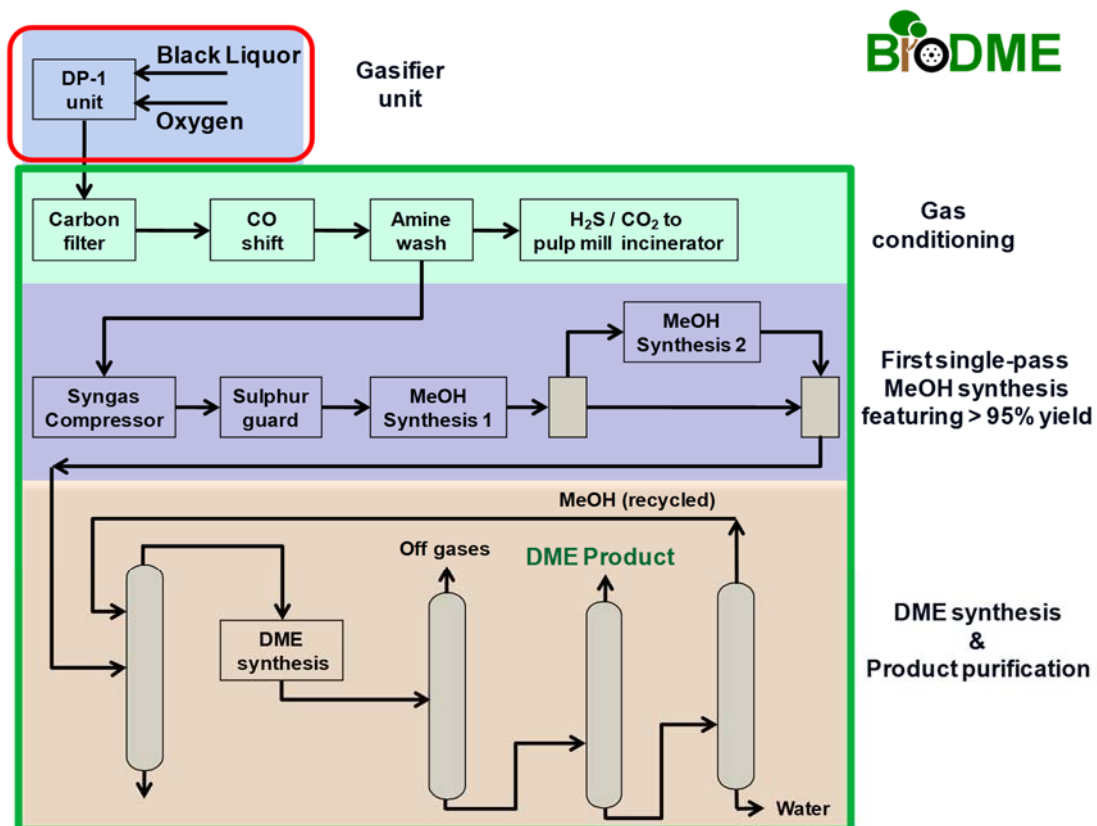 BioDME
Black Liquor
DP-1
unit
Oxygen
Gasifier
unit
Carbon
filter
CO
shift
Amine
wash
H₂S / CO₂ to
pulp mill incinerator
Gas
conditioning
MeOH
Synthesis 2
Syngas
Compressor
Sulphur
guard
MeOH
Synthesis 1
First single-pass
MeOH synthesis
featuring > 95% yield
MeOH (recycled)
Off gases
DME Product
DME
synthesis
DME synthesis
&
Product purification
Water